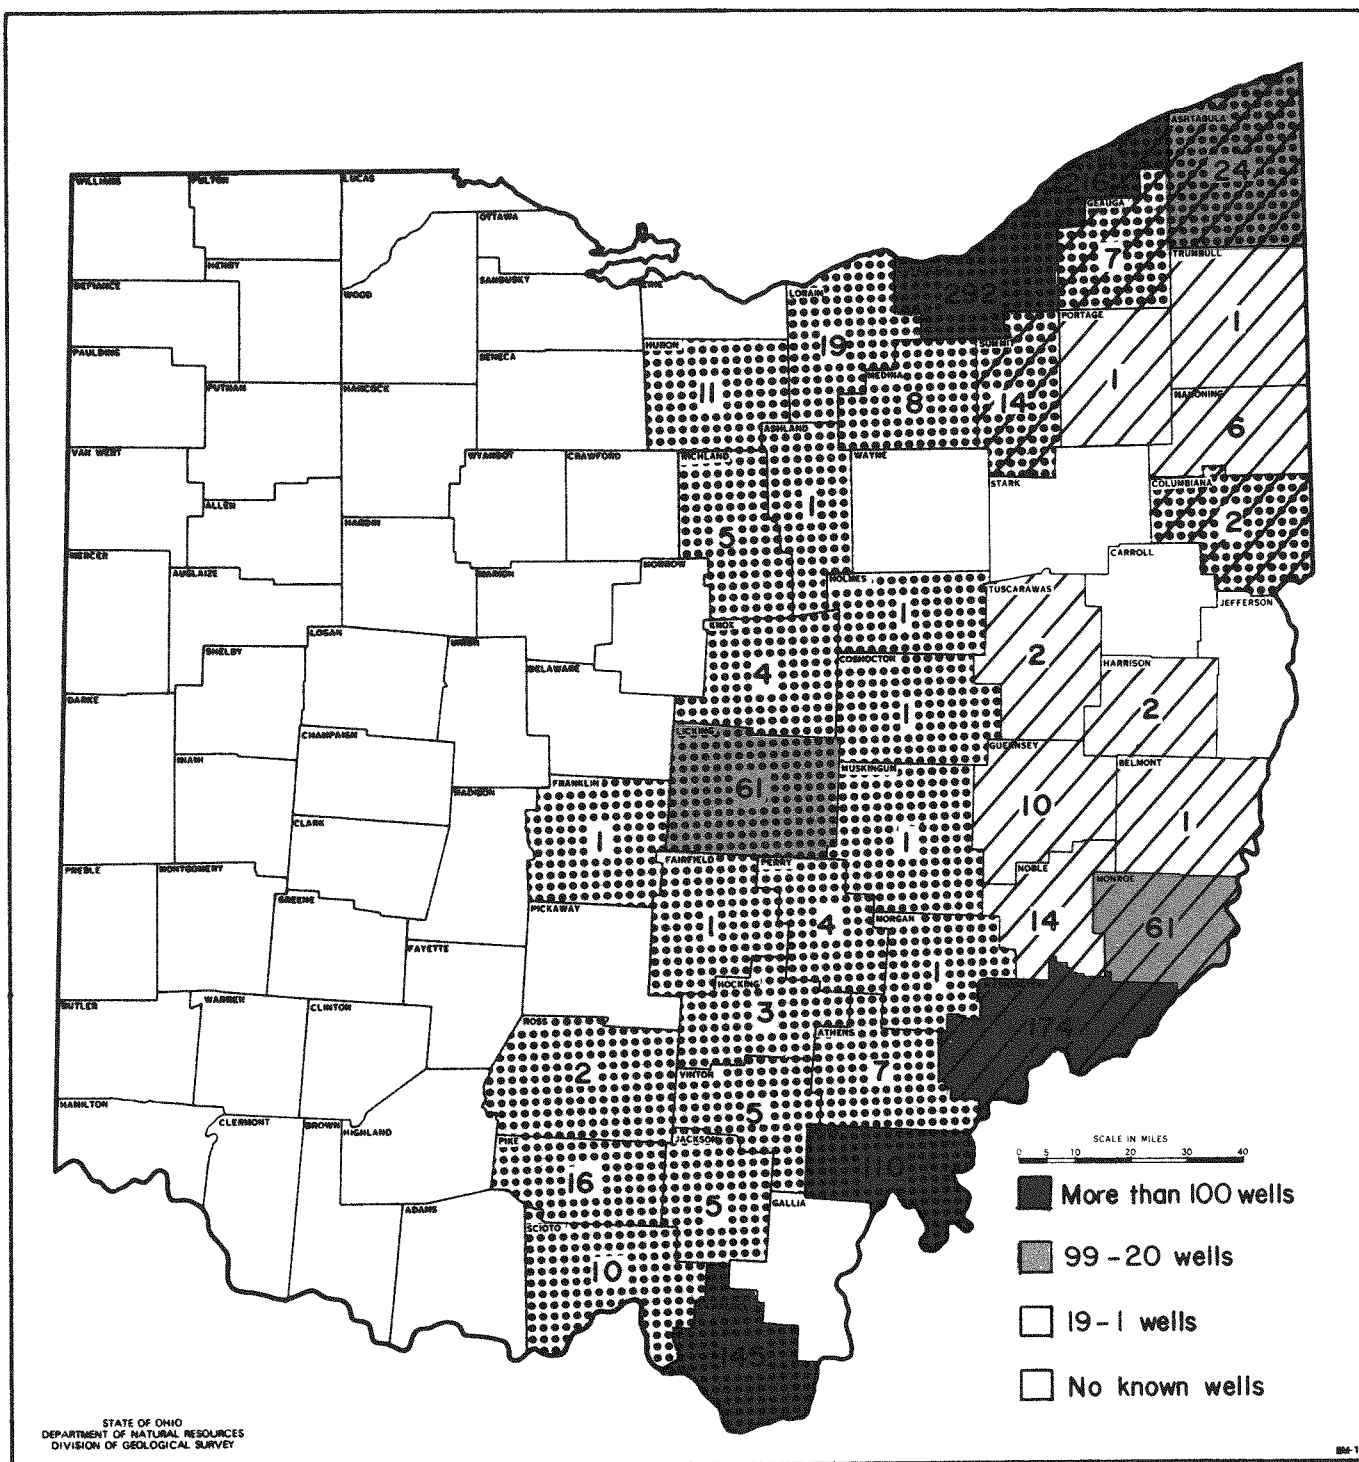 ASHTABULA
WILLIAMS
FULTON
LUCAS
216
24
GEAUGA
OTTAWA
HENRY
7
TRUMBULL
DEFIANCE
SANDUSKY
ERIE
WOOD
LORAIN
292
1
PORTAGE
PAULDING
SENECA
HURON
19
SUMMIT
MEDINA
PUTNAM
HANCOCK
11
8
14
1
MAHONING
6
ASHLAND
VAN WERT
WYANDOT
CRAWFORD
RICHLAND
WAYNE
STARK
COLUMBIANA
ALLEN
1
2
HARDIN
5
MERCER
CARROLL
AUGLAIZE
MARION
MORROW
HOLMES
TUSCARAWAS
JEFFERSON
1
KNOX
LOGAN
UNION
SHELBY
DELAWARE
4
COSHOCTON
2
HARRISON
DARKE
1
2
CHAMPAIGN
LICKING
GUERNSEY
MIAMI
MUSKINGUM
BELMONT
FRANKLIN
61
MADISON
10
CLARK
1
1
1
FAIRFIELD
PERRY
PREBLE
MONTGOMERY
NOBLE
MONROE
GREENE
PICKAWAY
MORGAN
1
4
14
61
FAYETTE
1
HOCKING
BUTLER
WARREN
CLINTON
3
ROSS
174
ATHENS
2
VINTON
7
HAMILTON
5
CLERMONT
BROWN
HIGHLAND
PIKE
JACKSON
SCALE IN MILES
0 5 10 20 30 40
110
16
More than 100 wells
ADAMS
5
GALLIA
SCIOTO
99-20 wells
10
19-1 wells
145
No known wells
STATE OF OHIO
DEPARTMENT OF NATURAL RESOURCES
DIVISION OF GEOLOGICAL SURVEY